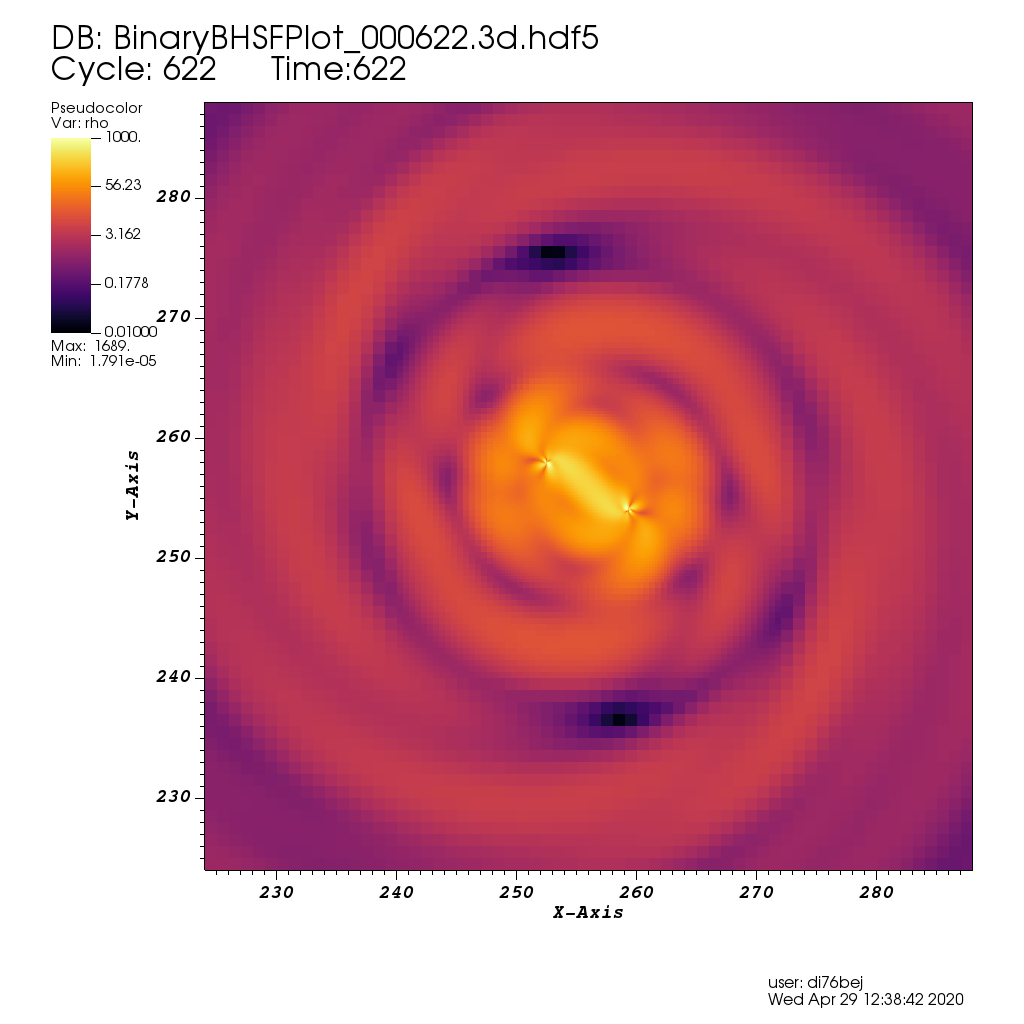 DB: BinaryBHSFPlot_000622.3d.hdf5
Cycle: 622 Time:622
Pseudocolor
Var: rho
1000.
56.23
3.162
0.1778
0.01000
Max: 1689.
Min: 1.791e-05
280
270
260
250
240
230
Y-Axis
230 240 250 260 270 280
X-Axis
user: di76bej
Wed Apr 29 12:38:42 2020